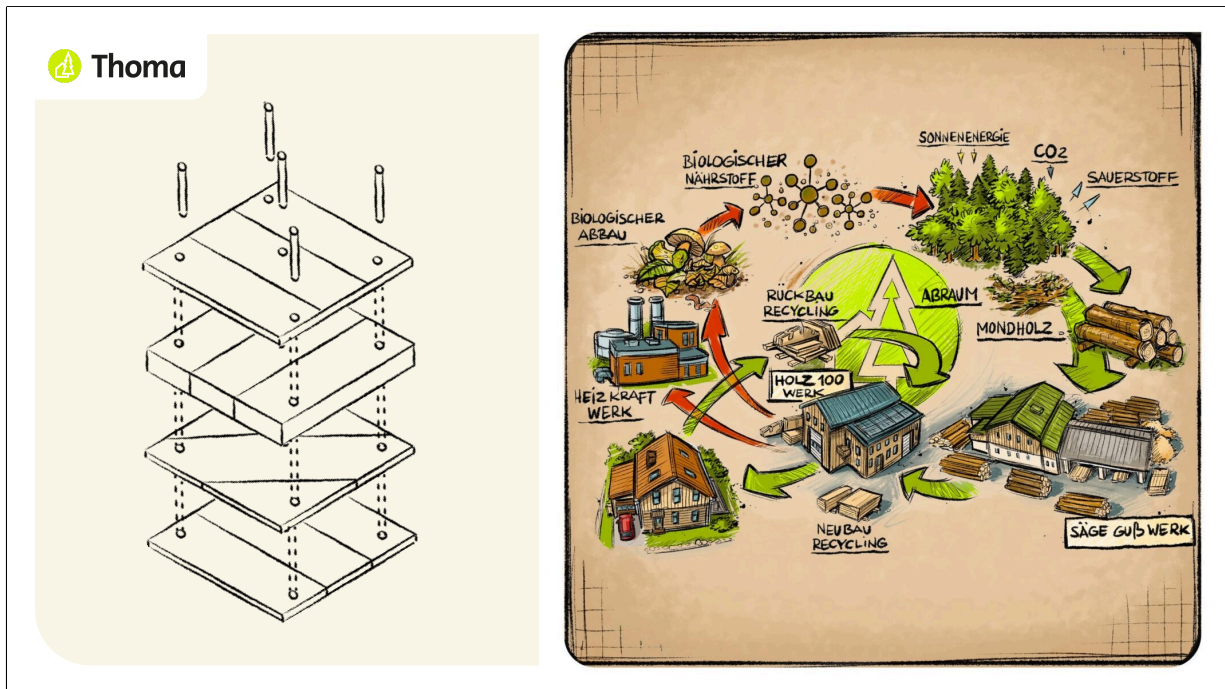 Thoma
SONNENENERGIE
CO2
SAUERSTOFF
BIOLOGISCHER
NÄHRSTOFF
BIOLOGISCHER
ABBAU
RÜCKBAU
RECYCLING
ABRAUM
MONDHOLZ
HOLZ 100
WERK
HEIZ KRAFT
WERK
NEUBAU
RECYCLING
SÄGE GUß WERK